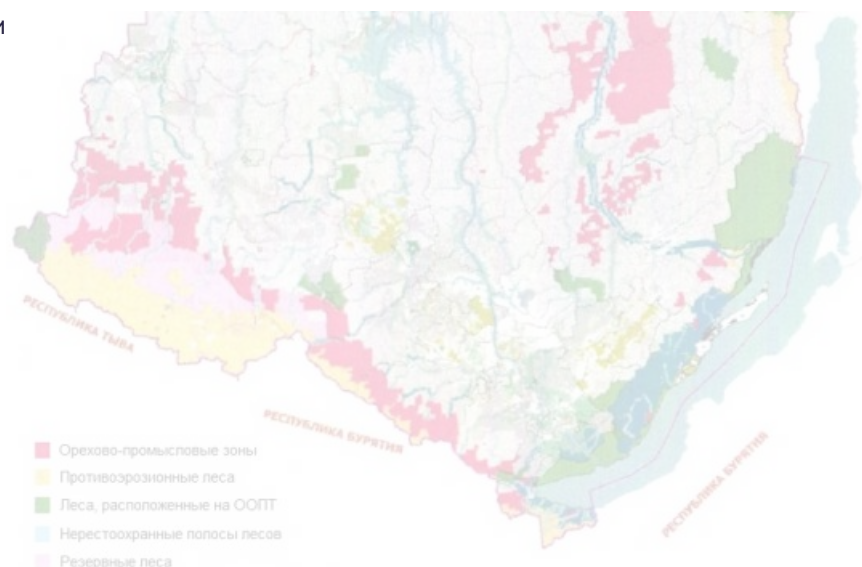 и
РЕСПУБЛИКА ТЫВА
РЕСПУБЛИКА БУРЯТИЯ
РЕСПУБЛИКА БУРЯТИЯ
Орехово-промысловые зоны
Противоэрозионные леса
Леса, расположенные на ООПТ
Нерестоохранные полосы лесов
Резервные леса